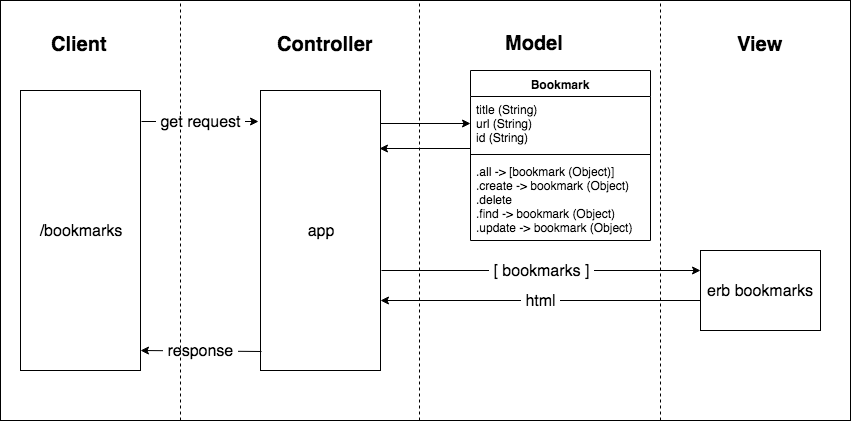 Client
Controller
Model
View
Bookmark
title (String)
url (String)
id (String)
.all -> [bookmark (Object)]
.create -> bookmark (Object)
.delete
.find -> bookmark (Object)
.update -> bookmark (Object)
get request
/bookmarks
app
[ bookmarks ]
erb bookmarks
html
response